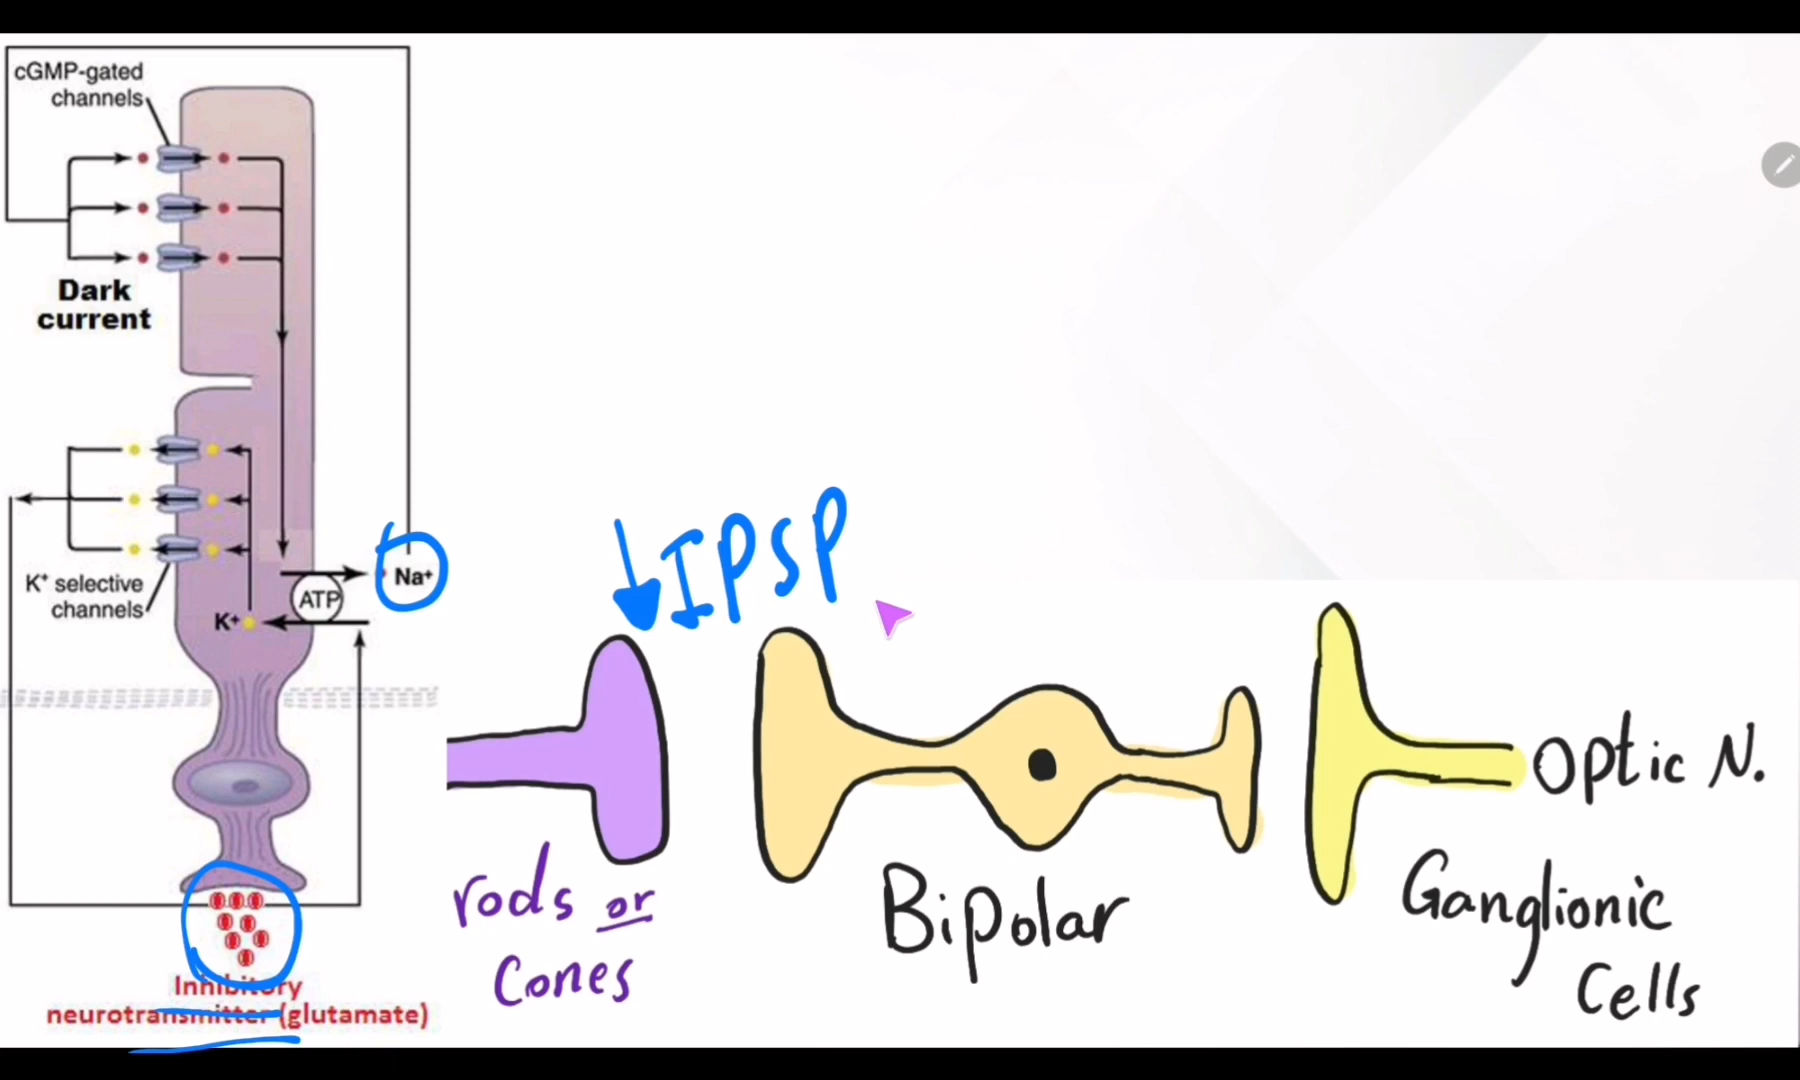 cGMP-gated
channels
Dark
current
K⁺ selective
channels
Na⁺
ATP
K⁺
Inhibitory
neurotransmitter (glutamate)
↓IPSP
rods or
Cones
Bipolar
Optic N.
Ganglionic
Cells